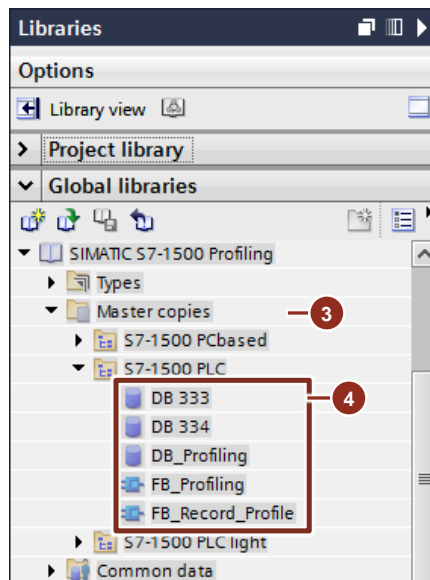 Libraries
Options
Library view
Project library
Global libraries
SIMATIC S7-1500 Profiling
Types
Master copies
3
S7-1500 PCbased
S7-1500 PLC
DB 333
4
DB 334
DB_Profiling
FB_Profiling
FB_Record_Profile
S7-1500 PLC light
Common data